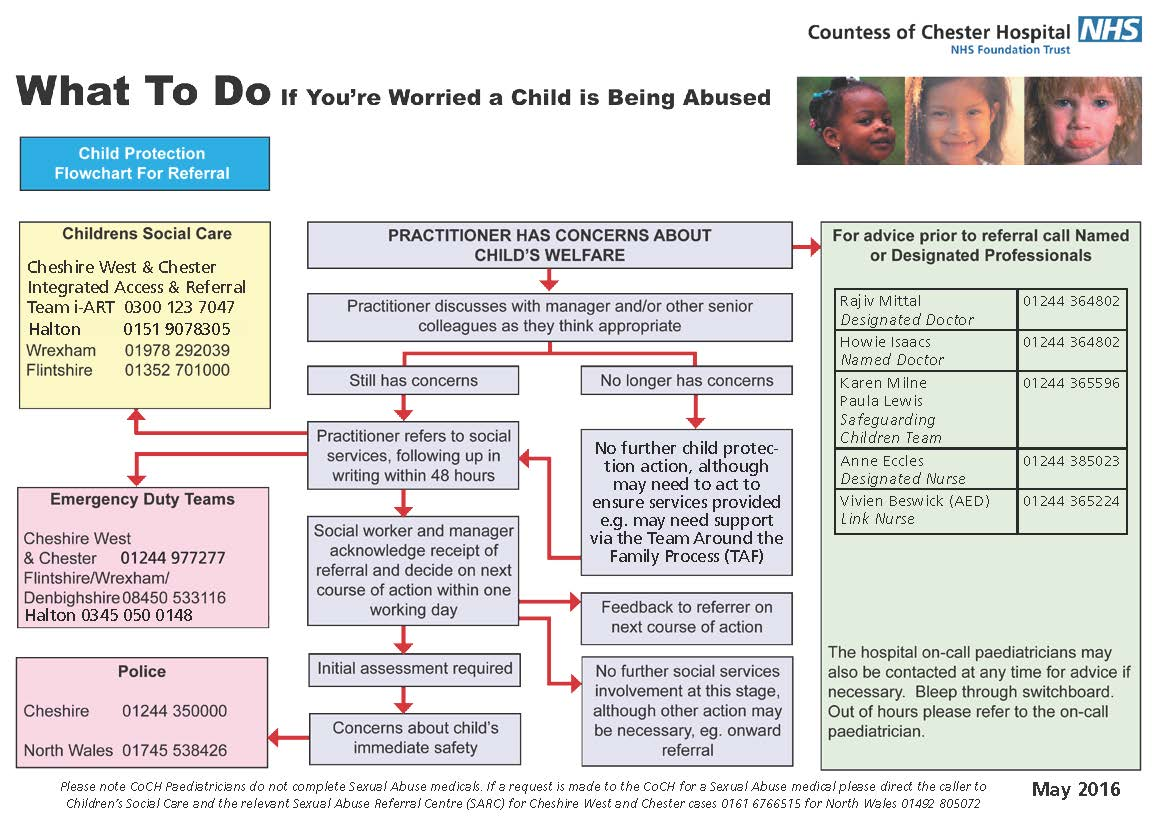 Countess of Chester Hospital NHS
NHS Foundation Trust
What To Do If You're Worried a Child is Being Abused
Child Protection
Flowchart For Referral
Childrens Social Care
Cheshire West & Chester
Integrated Access & Referral
Team i-ART 0300 123 7047
Halton 0151 9078305
Wrexham 01978 292039
Flintshire 01352 701000
Emergency Duty Teams
Cheshire West
& Chester 01244 977277
Flintshire/Wrexham/
Denbighshire 08450 533116
Halton 0345 050 0148
Police
Cheshire 01244 350000
North Wales 01745 538426
PRACTITIONER HAS CONCERNS ABOUT
CHILD'S WELFARE
Practitioner discusses with manager and/or other senior
colleagues as they think appropriate
Still has concerns
No longer has concerns
Practitioner refers to social
services, following up in
writing within 48 hours
No further child protec-
tion action, although
may need to act to
ensure services provided
e.g. may need support
via the Team Around the
Family Process (TAF)
Social worker and manager
acknowledge receipt of
referral and decide on next
course of action within one
working day
Feedback to referrer on
next course of action
Initial assessment required
No further social services
involvement at this stage,
although other action may
be necessary, eg. onward
referral
Concerns about child's
immediate safety
For advice prior to referral call Named
or Designated Professionals
Rajiv Mittal 01244 364802
Designated Doctor
Howie Isaacs 01244 364802
Named Doctor
Karen Milne 01244 365596
Paula Lewis
Safeguarding
Children Team
Anne Eccles 01244 385023
Designated Nurse
Vivien Beswick (AED) 01244 365224
Link Nurse
The hospital on-call paediatricians may
also be contacted at any time for advice if
necessary. Bleep through switchboard.
Out of hours please refer to the on-call
paediatrician.
Please note CoCH Paediatricians do not complete Sexual Abuse medicals. If a request is made to the CoCH for a Sexual Abuse medical please direct the caller to
Children's Social Care and the relevant Sexual Abuse Referral Centre (SARC) for Cheshire West and Chester cases 0161 6766515 for North Wales 01492 805072
May 2016